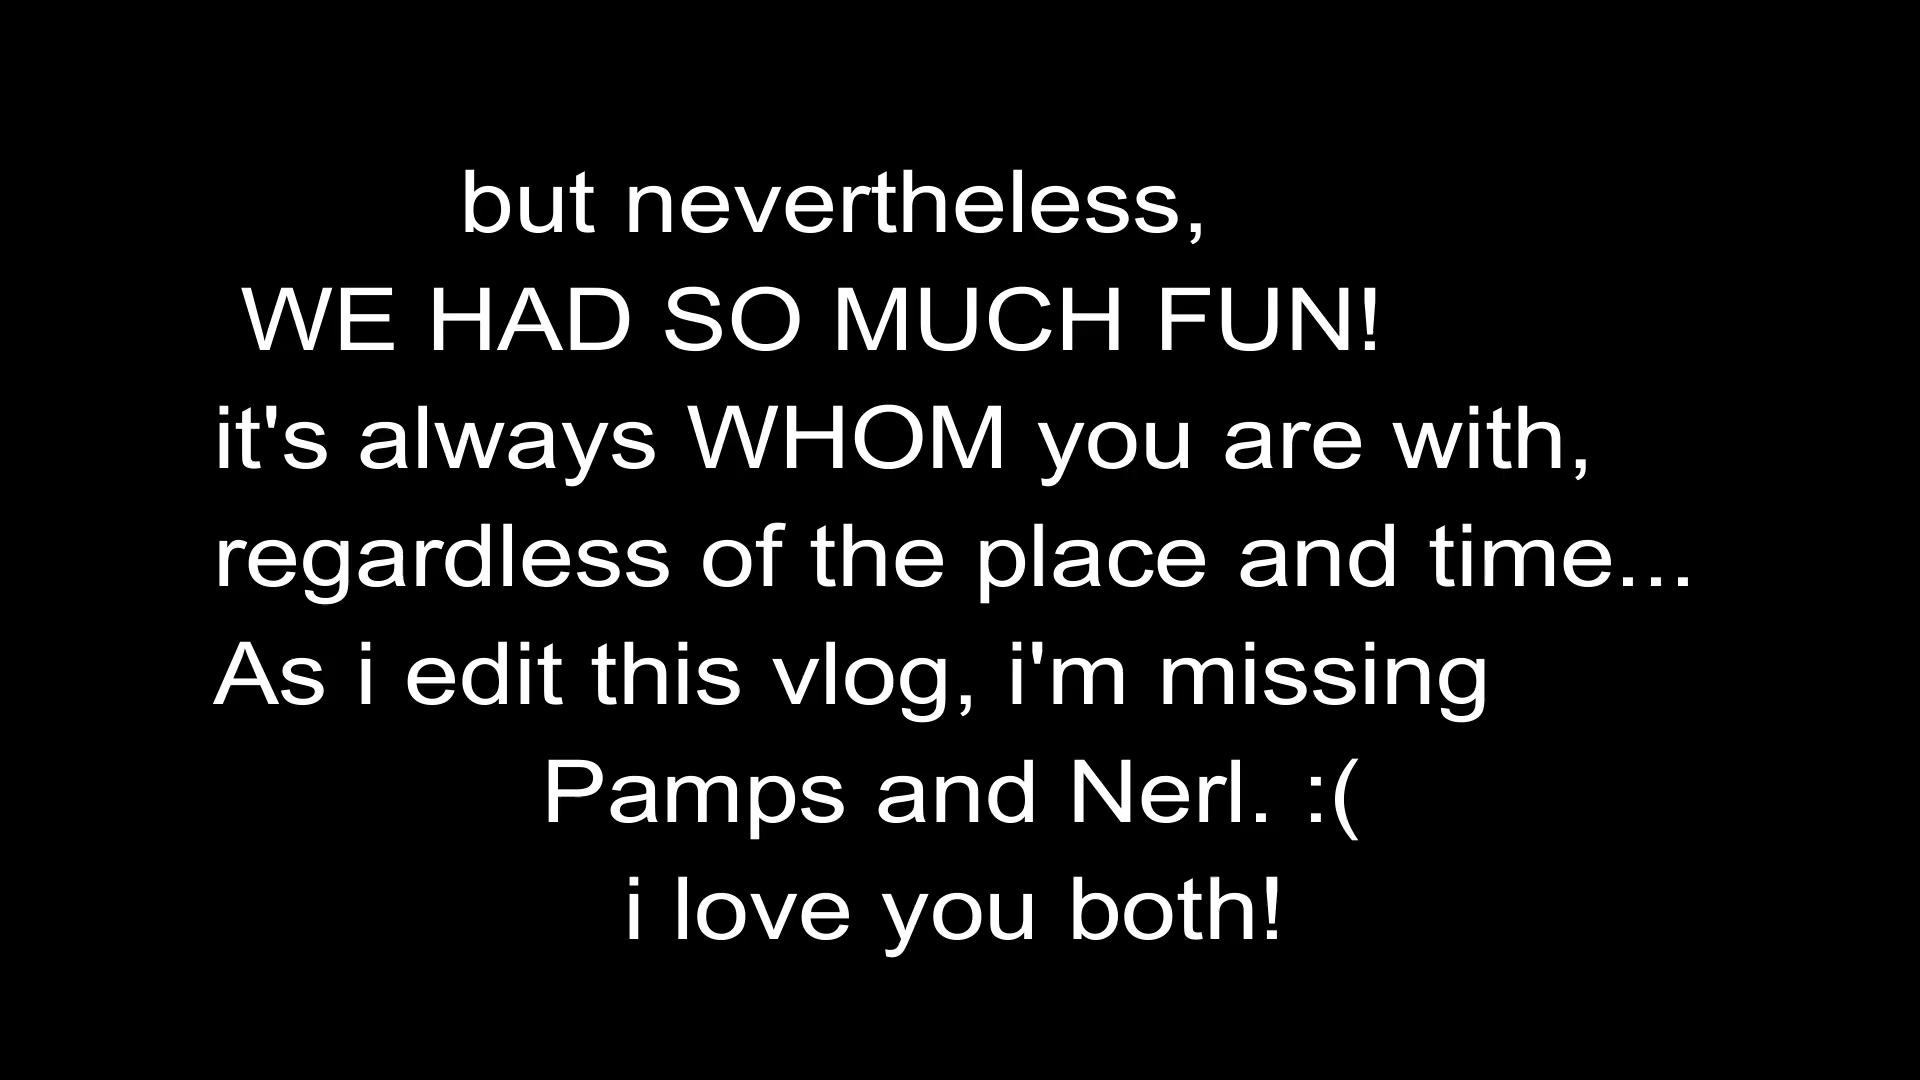 but nevertheless,
WE HAD SO MUCH FUN!
it's always WHOM you are with,
regardless of the place and time...
As i edit this vlog, i'm missing
Pamps and Nerl. :(
i love you both!